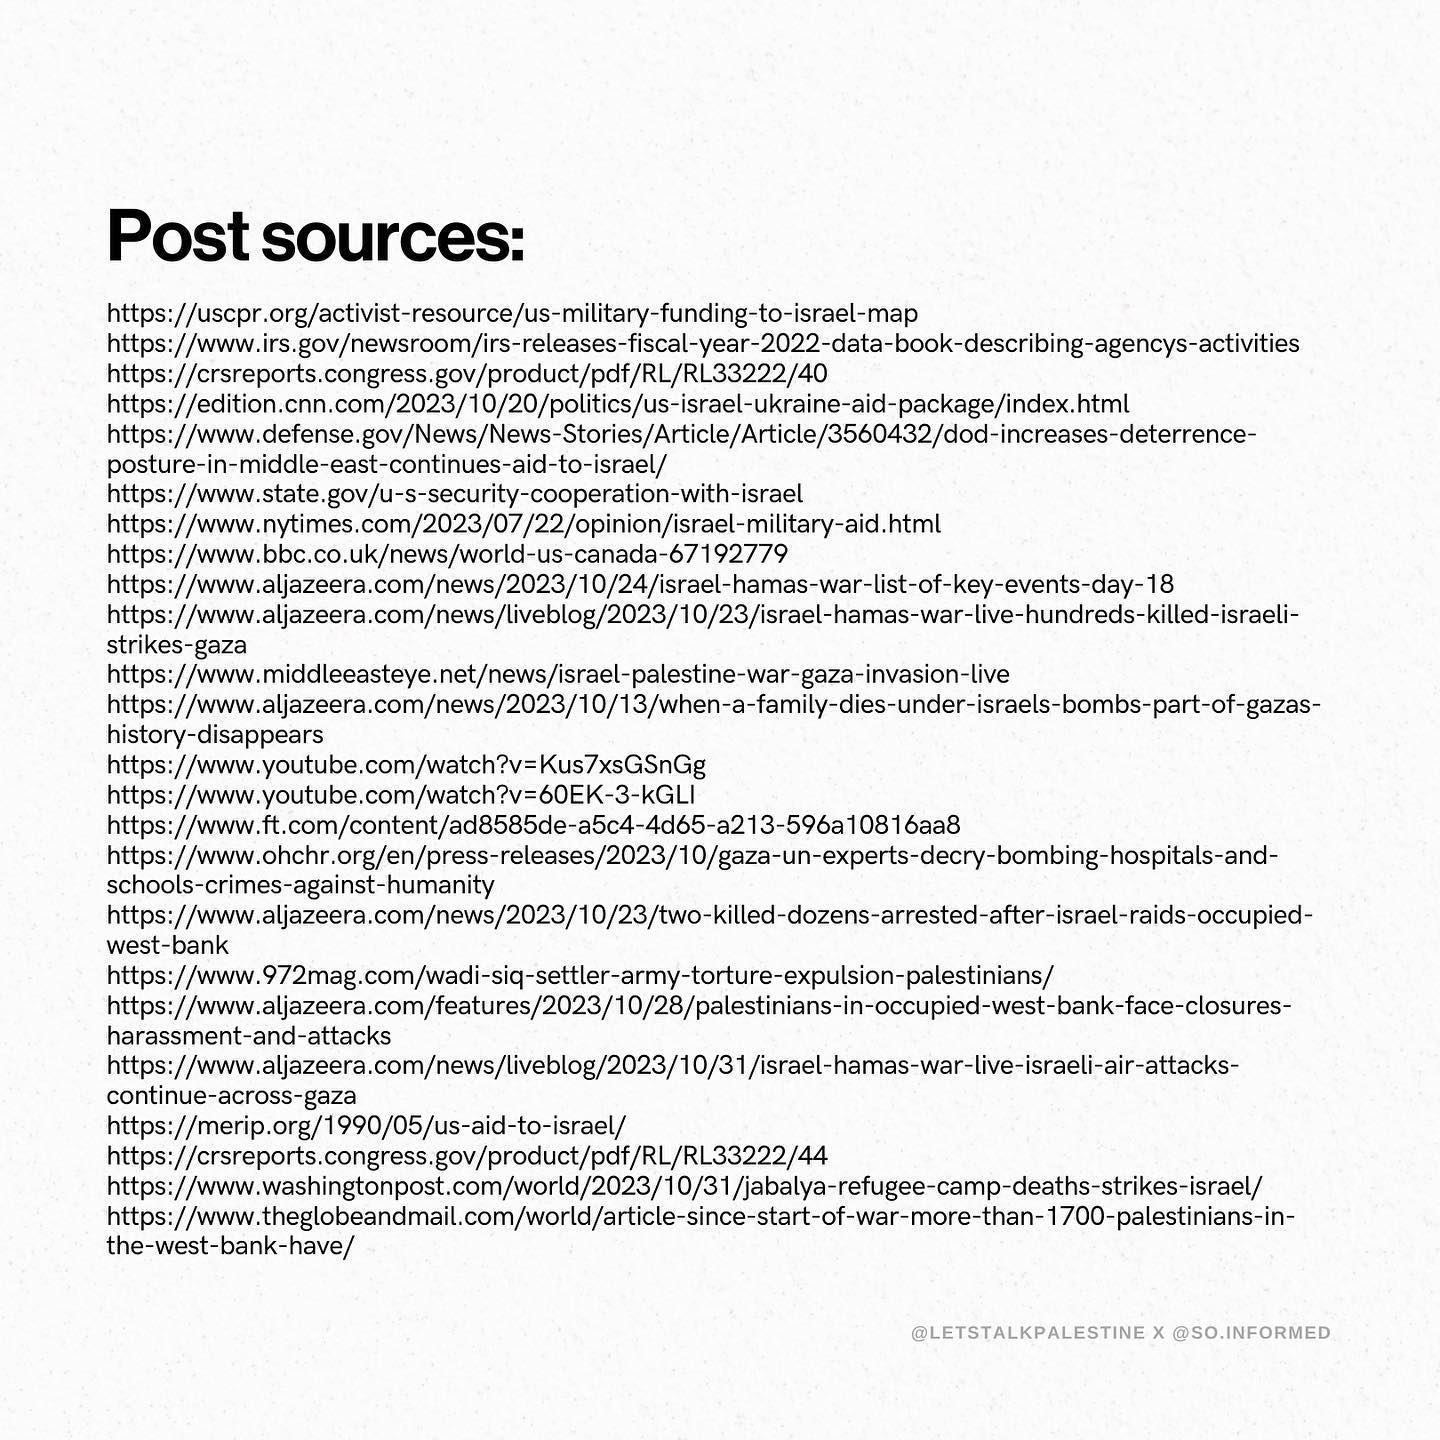 Post sources:
https://uscpr.org/activist-resource/us-military-funding-to-israel-map
https://www.irs.gov/newsroom/irs-releases-fiscal-year-2022-data-book-describing-agencys-activities
https://crsreports.congress.gov/product/pdf/RL/RL33222/40
https://edition.cnn.com/2023/10/20/politics/us-israel-ukraine-aid-package/index.html
https://www.defense.gov/News/News-Stories/Article/Article/3560432/dod-increases-deterrence-
posture-in-middle-east-continues-aid-to-israel/
https://www.state.gov/u-s-security-cooperation-with-israel
https://www.nytimes.com/2023/07/22/opinion/israel-military-aid.html
https://www.bbc.co.uk/news/world-us-canada-67192779
https://www.aljazeera.com/news/2023/10/24/israel-hamas-war-list-of-key-events-day-18
https://www.aljazeera.com/news/liveblog/2023/10/23/israel-hamas-war-live-hundreds-killed-israeli-
strikes-gaza
https://www.middleeasteye.net/news/israel-palestine-war-gaza-invasion-live
https://www.aljazeera.com/news/2023/10/13/when-a-family-dies-under-israels-bombs-part-of-gazas-
history-disappears
https://www.youtube.com/watch?v=Kus7xsGSnGg
https://www.youtube.com/watch?v=60EK-3-kGLI
https://www.ft.com/content/ad8585de-a5c4-4d65-a213-596a10816aa8
https://www.ohchr.org/en/press-releases/2023/10/gaza-un-experts-decry-bombing-hospitals-and-
schools-crimes-against-humanity
https://www.aljazeera.com/news/2023/10/23/two-killed-dozens-arrested-after-israel-raids-occupied-
west-bank
https://www.972mag.com/wadi-siq-settler-army-torture-expulsion-palestinians/
https://www.aljazeera.com/features/2023/10/28/palestinians-in-occupied-west-bank-face-closures-
harassment-and-attacks
https://www.aljazeera.com/news/liveblog/2023/10/31/israel-hamas-war-live-israeli-air-attacks-
continue-across-gaza
https://merip.org/1990/05/us-aid-to-israel/
https://crsreports.congress.gov/product/pdf/RL/RL33222/44
https://www.washingtonpost.com/world/2023/10/31/jabalya-refugee-camp-deaths-strikes-israel/
https://www.theglobeandmail.com/world/article-since-start-of-war-more-than-1700-palestinians-in-
the-west-bank-have/
@LETSTALKPALESTINE X @SO.INFORMED